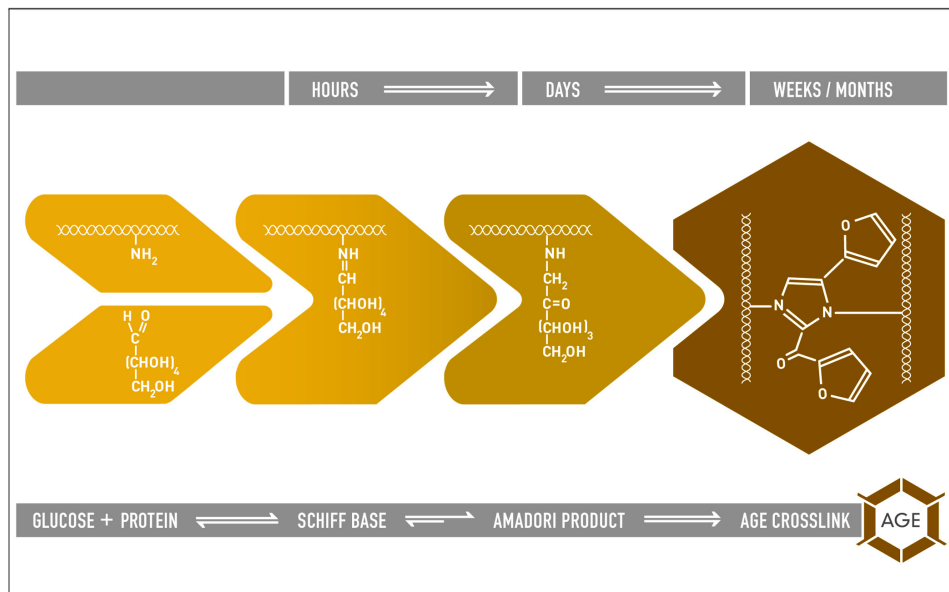 HOURS
DAYS
WEEKS / MONTHS
NH₂
H O
C
(CHOH)₄
CH₂OH
NH
CH
(CHOH)₄
CH₂OH
NH
CH₂
C=O
(CHOH)₃
CH₂OH
O
N
N
O
O
GLUCOSE + PROTEIN
SCHIFF BASE
AMADORI PRODUCT
AGE CROSSLINK
AGE